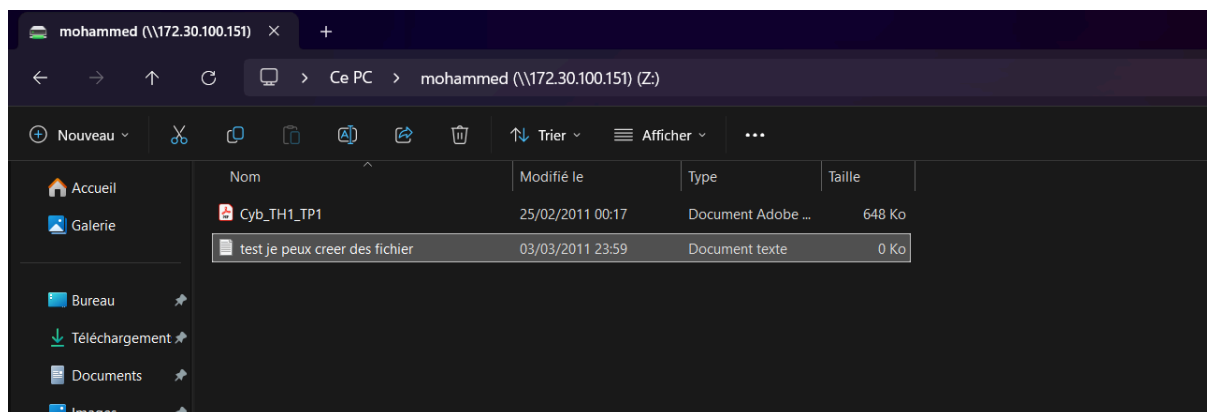 mohammed (\\172.30.100.151)
Ce PC > mohammed (\\172.30.100.151) (Z:)
Nouveau Trier Afficher
Accueil
Galerie
Bureau
Téléchargement
Documents
Images
Nom Modifié le Type Taille
Cyb_TH1_TP1 25/02/2011 00:17 Document Adobe ... 648 Ko
test je peux creer des fichier 03/03/2011 23:59 Document texte 0 Ko